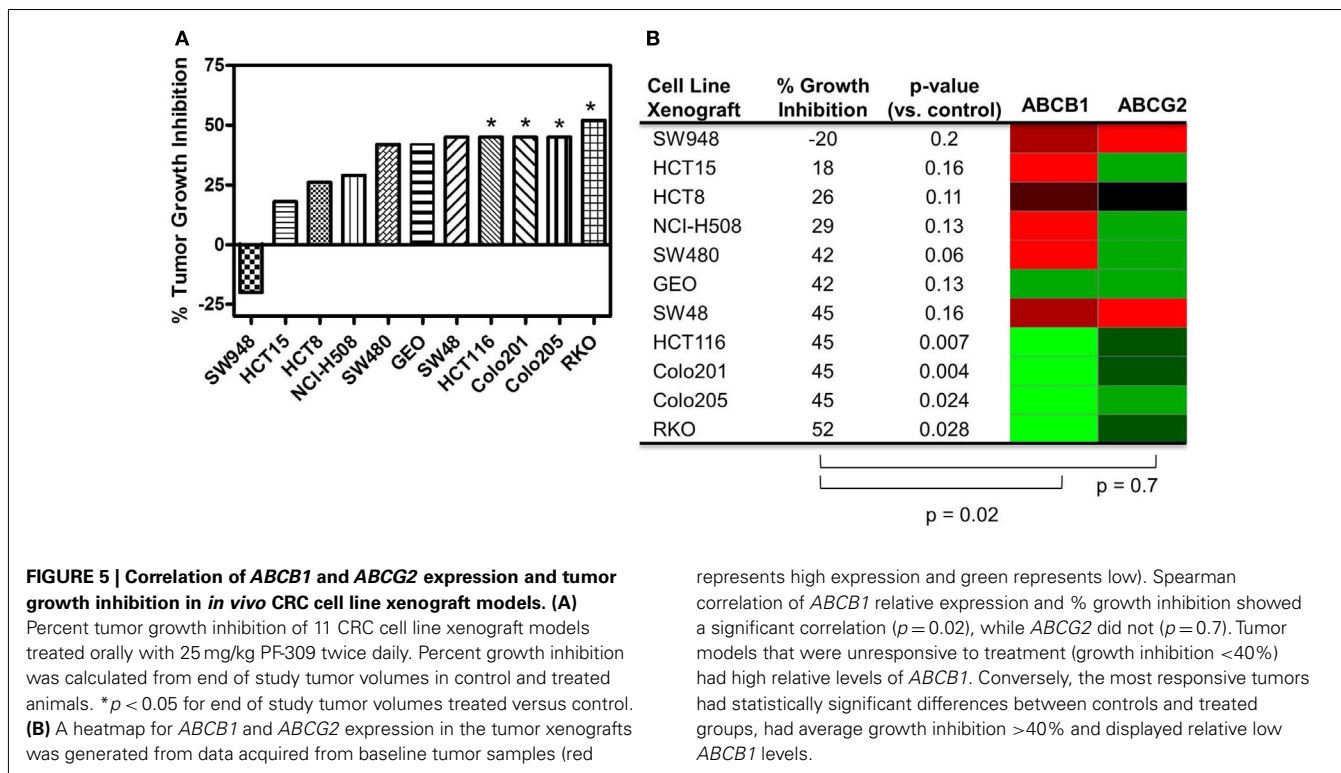 A
% Tumor Growth Inhibition
75
50
25
0
-25
* * * *
SW948 HCT15 HCT8 NCI-H508 SW480 GEO SW48 HCT116 Colo201 Colo205 RKO
B
Cell Line Xenograft % Growth Inhibition p-value (vs. control) ABCB1 ABCG2
SW948 -20 0.2
HCT15 18 0.16
HCT8 26 0.11
NCI-H508 29 0.13
SW480 42 0.06
GEO 42 0.13
SW48 45 0.16
HCT116 45 0.007
Colo201 45 0.004
Colo205 45 0.024
RKO 52 0.028
p = 0.7
p = 0.02
FIGURE 5 | Correlation of ABCB1 and ABCG2 expression and tumor
growth inhibition in in vivo CRC cell line xenograft models. (A)
Percent tumor growth inhibition of 11 CRC cell line xenograft models
treated orally with 25 mg/kg PF-309 twice daily. Percent growth inhibition
was calculated from end of study tumor volumes in control and treated
animals. *p < 0.05 for end of study tumor volumes treated versus control.
(B) A heatmap for ABCB1 and ABCG2 expression in the tumor xenografts
was generated from data acquired from baseline tumor samples (red
represents high expression and green represents low). Spearman
correlation of ABCB1 relative expression and % growth inhibition showed
a significant correlation (p = 0.02), while ABCG2 did not (p = 0.7). Tumor
models that were unresponsive to treatment (growth inhibition <40%)
had high relative levels of ABCB1. Conversely, the most responsive tumors
had statistically significant differences between controls and treated
groups, had average growth inhibition >40% and displayed relative low
ABCB1 levels.